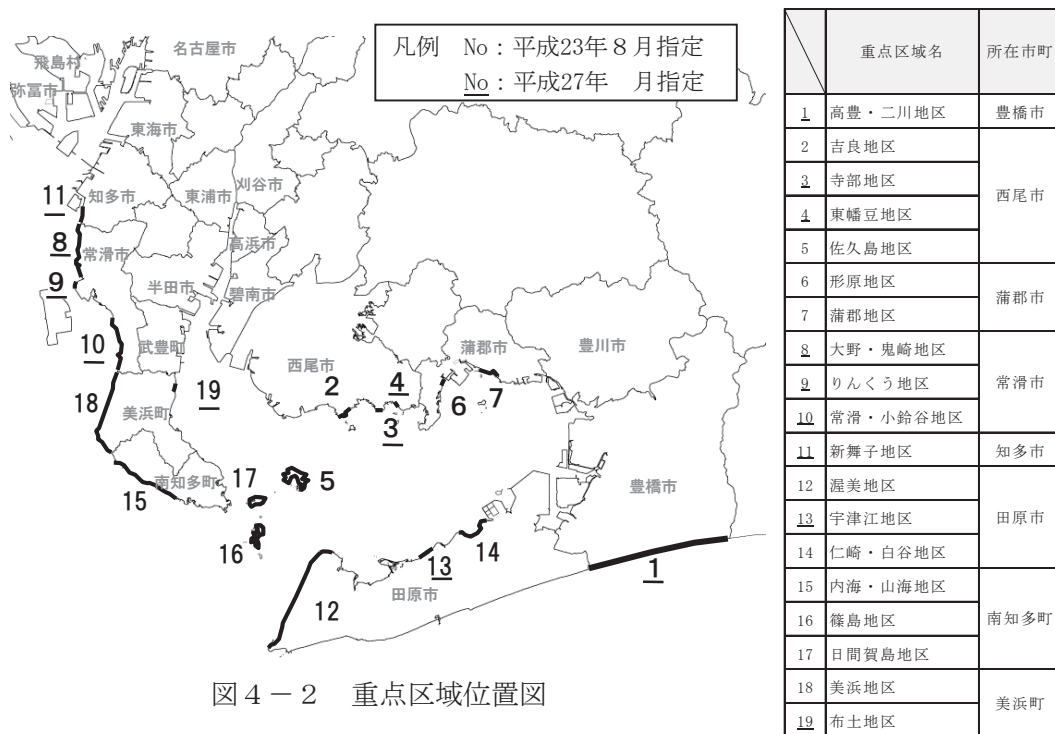 凡例　No：平成23年８月指定
No：平成27年　月指定
名古屋市
飛島村
弥冨市
東海市
知多市
東浦市
刈谷市
常滑市
高浜市
半田市
碧南市
武豊町
西尾市
蒲郡市
豊川市
美浜町
南知多町
豊橋市
田原市
11
8
9
10
18
19
2
4
3
6
7
15
17
5
16
14
13
12
1
図４－２　重点区域位置図
重点区域名　所在市町
1　高豊・二川地区　豊橋市
2　吉良地区　西尾市
3　寺部地区
4　東幡豆地区
5　佐久島地区
6　形原地区　蒲郡市
7　蒲郡地区
8　大野・鬼崎地区　常滑市
9　りんくう地区
10　常滑・小鈴谷地区
11　新舞子地区　知多市
12　渥美地区　田原市
13　宇津江地区
14　仁崎・白谷地区
15　内海・山海地区　南知多町
16　篠島地区
17　日間賀島地区
18　美浜地区　美浜町
19　布土地区